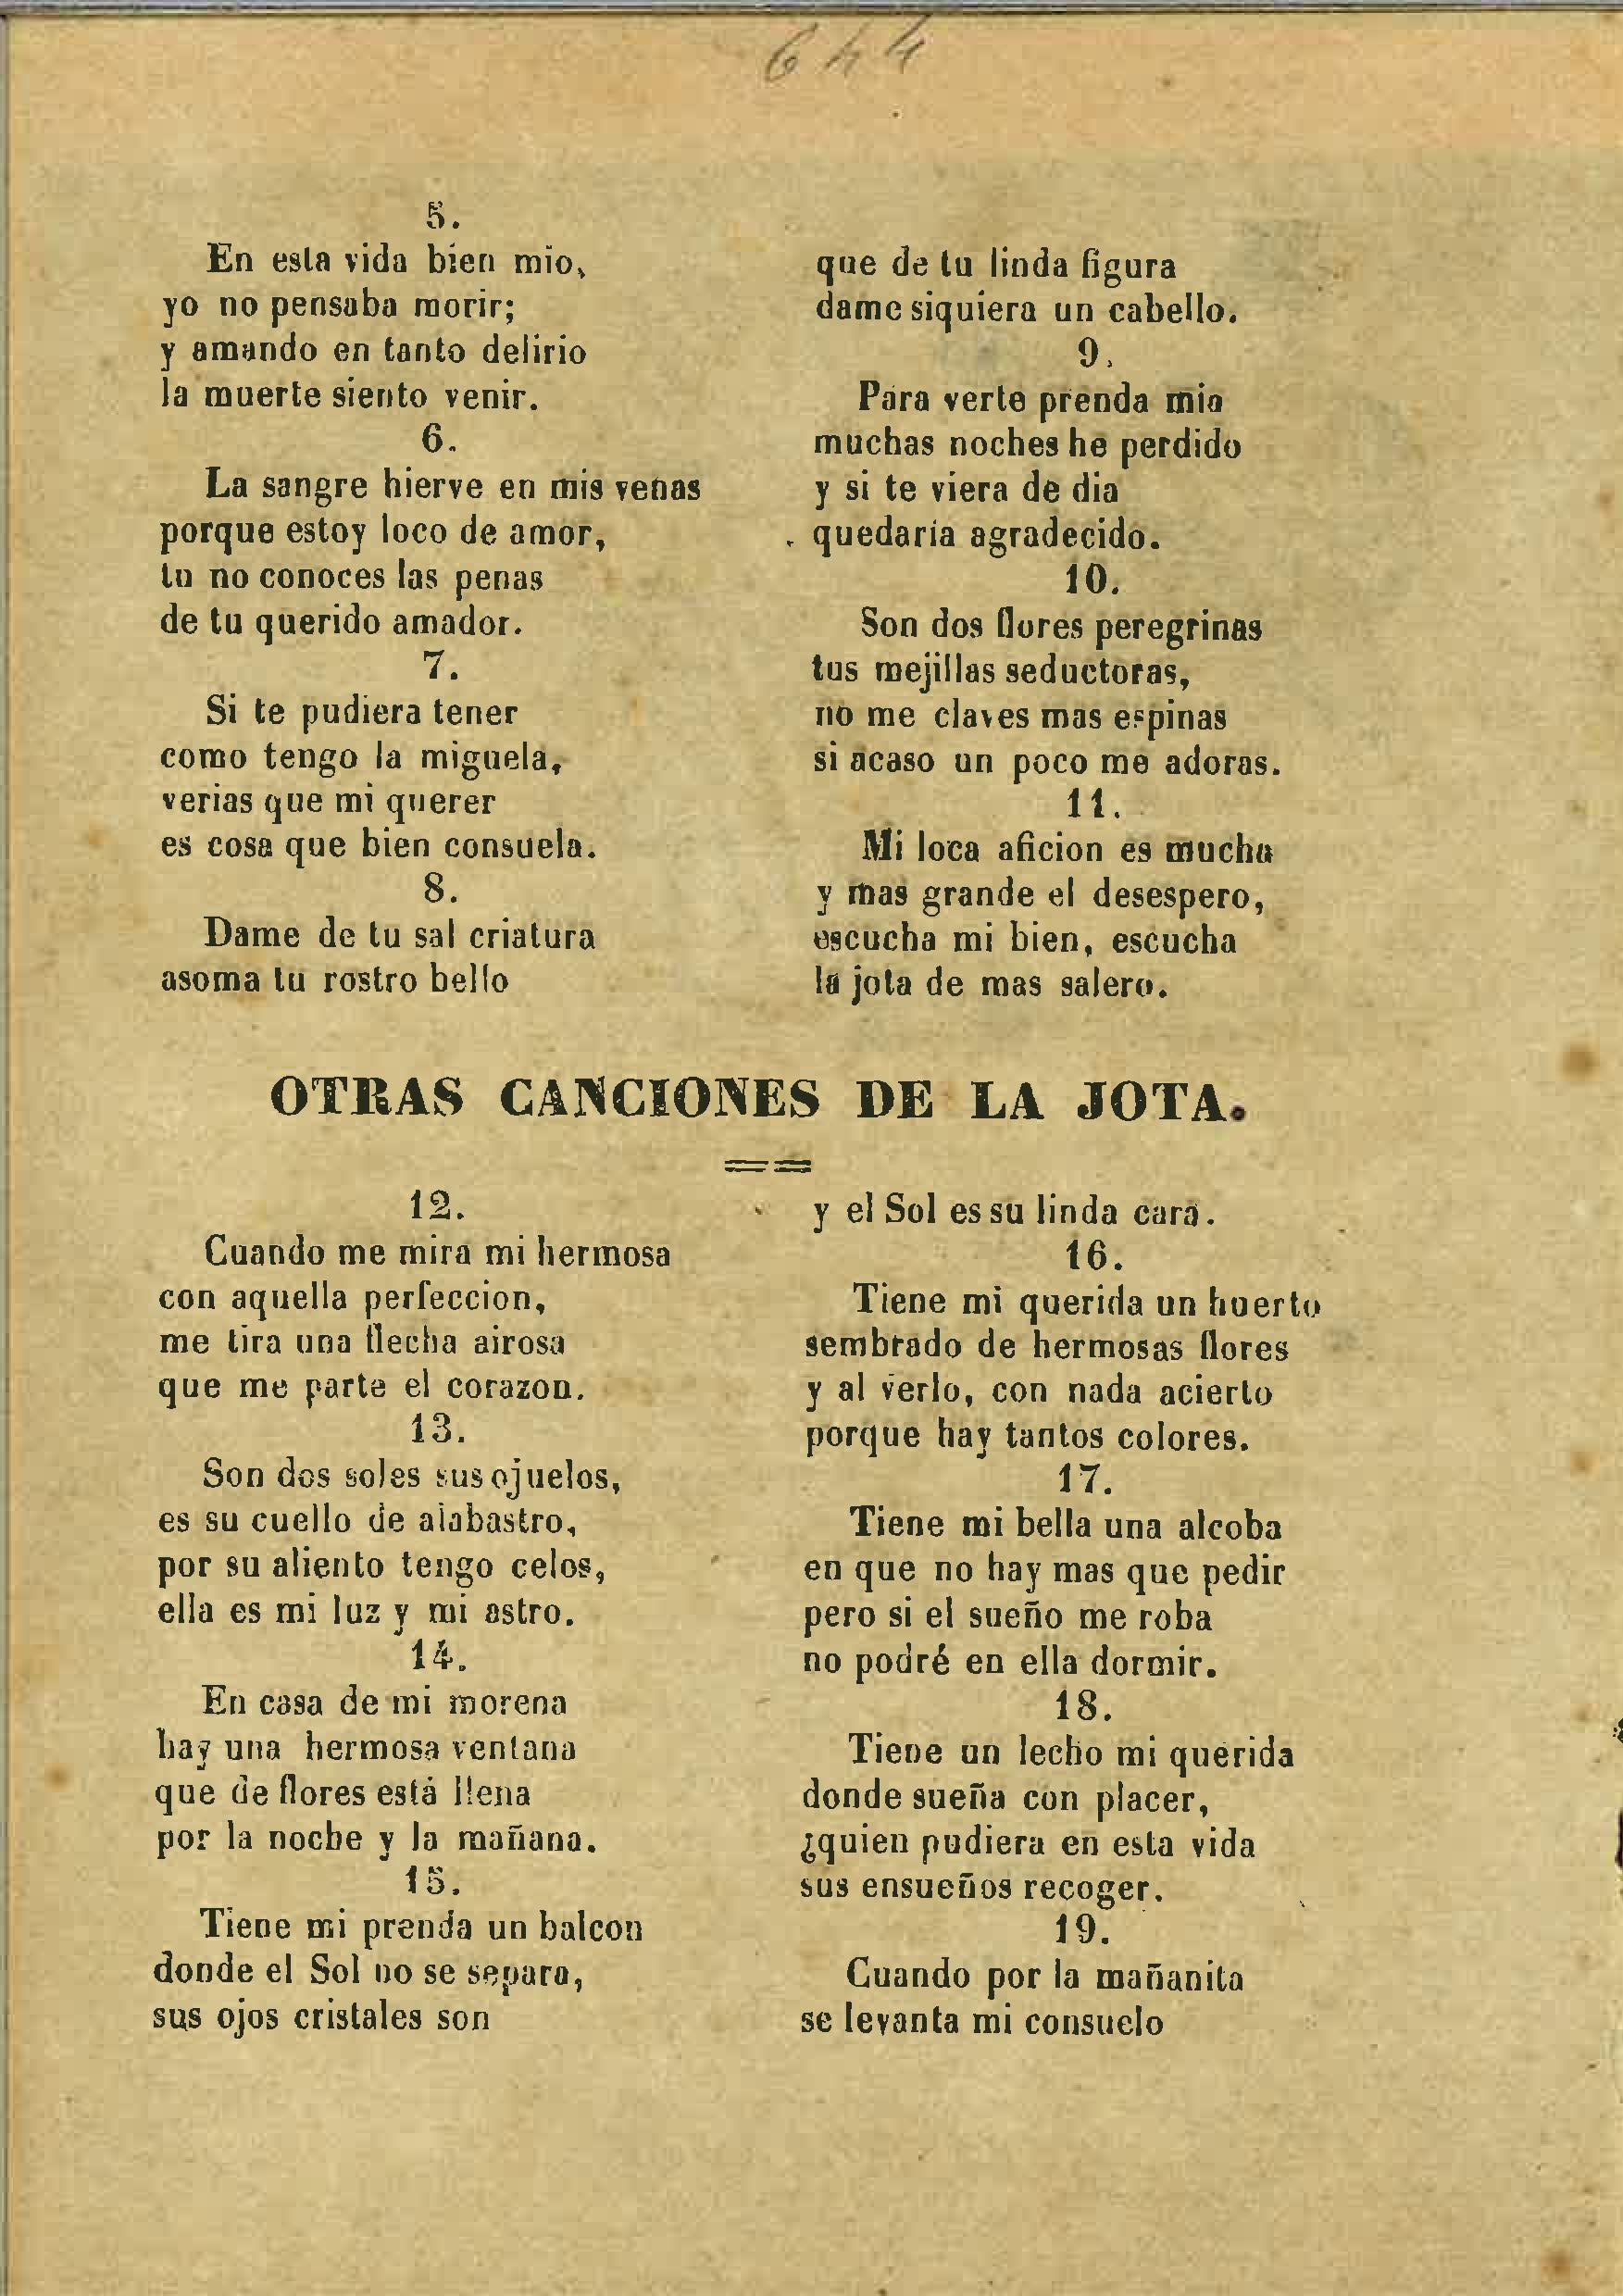 644
5.
En esta vida bien mio,
yo no pensaba morir;
y amando en tanto delirio
la muerte siento venir.
6.
La sangre hierve en mis venas
porque estoy loco de amor,
tu no conoces las penas
de tu querido amador.
7.
Si te pudiera tener
como tengo la miguela,
verias que mi querer
es cosa que bien consuela.
8.
Dame de tu sal criatura
asoma tu rostro bello
que de tu linda figura
dame siquiera un cabello.
9.
Para verte prenda mia
muchas noches he perdido
y si te viera de dia
quedaria agradecido.
10.
Son dos flores peregrinas
tus mejillas seductoras,
no me claves mas espinas
si acaso un poco me adoras.
11.
Mi loca aficion es mucha
y mas grande el desespero,
escucha mi bien, escucha
la jota de mas salero.
OTRAS CANCIONES DE LA JOTA.
12.
Cuando me mira mi hermosa
con aquella perfeccion,
me tira una flecha airosa
que me parte el corazon.
13.
Son dos soles sus ojuelos,
es su cuello de alabastro,
por su aliento tengo celos,
ella es mi luz y mi astro.
14.
En casa de mi morena
hay una hermosa ventana
que de flores está llena
por la noche y la mañana.
15.
Tiene mi prenda un balcon
donde el Sol no se separa,
sus ojos cristales son
y el Sol es su linda cara.
16.
Tiene mi querida un huerto
sembrado de hermosas flores
y al verlo, con nada acierto
porque hay tantos colores.
17.
Tiene mi bella una alcoba
en que no hay mas que pedir
pero si el sueño me roba
no podré en ella dormir.
18.
Tiene un lecho mi querida
donde sueña con placer,
¿quien pudiera en esta vida
sus ensueños recoger.
19.
Cuando por la mañanita
se levanta mi consuelo